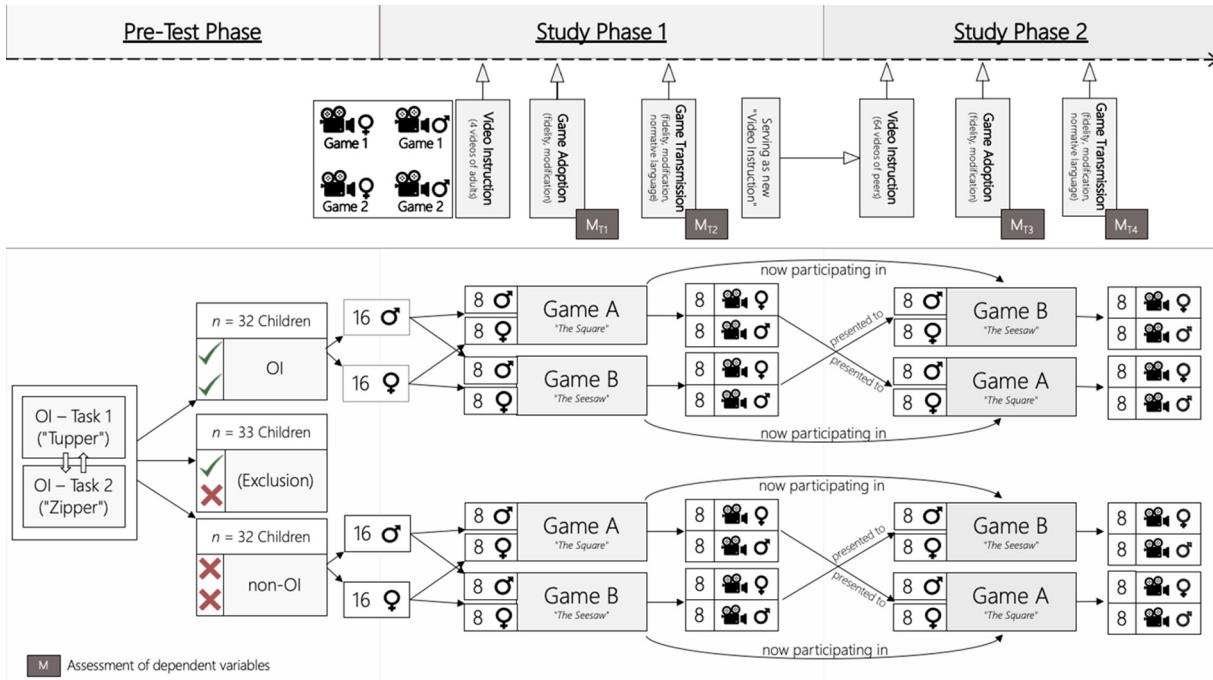 Pre-Test Phase
Study Phase 1
Study Phase 2
Game 1
Game 1
Game 2
Game 2
Video Instruction
(4 videos of adults)
Game Adoption
(fidelity, modification)
Game Transmission
(fidelity, modification,
normative language)
Serving as new
"Video Instruction"
Video Instruction
(64 videos of peers)
Game Adoption
(fidelity, modification)
Game Transmission
(fidelity, modification,
normative language)
MT1
MT2
MT3
MT4
OI – Task 1
("Tupper")
OI – Task 2
("Zipper")
n = 32 Children
OI
n = 33 Children
(Exclusion)
n = 32 Children
non-OI
16 ♂
16 ♀
8 ♂
8 ♀
Game A
"The Square"
8 ♂
8 ♀
Game B
"The Seesaw"
now participating in
8 ♀
8 ♂
8 ♀
8 ♂
presented to
presented to
now participating in
8 ♂
8 ♀
Game B
"The Seesaw"
8 ♂
8 ♀
Game A
"The Square"
8 ♀
8 ♂
8 ♀
8 ♂
16 ♂
16 ♀
8 ♂
8 ♀
Game A
"The Square"
8 ♂
8 ♀
Game B
"The Seesaw"
now participating in
8 ♀
8 ♂
8 ♀
8 ♂
presented to
presented to
now participating in
8 ♂
8 ♀
Game B
"The Seesaw"
8 ♂
8 ♀
Game A
"The Square"
8 ♀
8 ♂
8 ♀
8 ♂
M Assessment of dependent variables